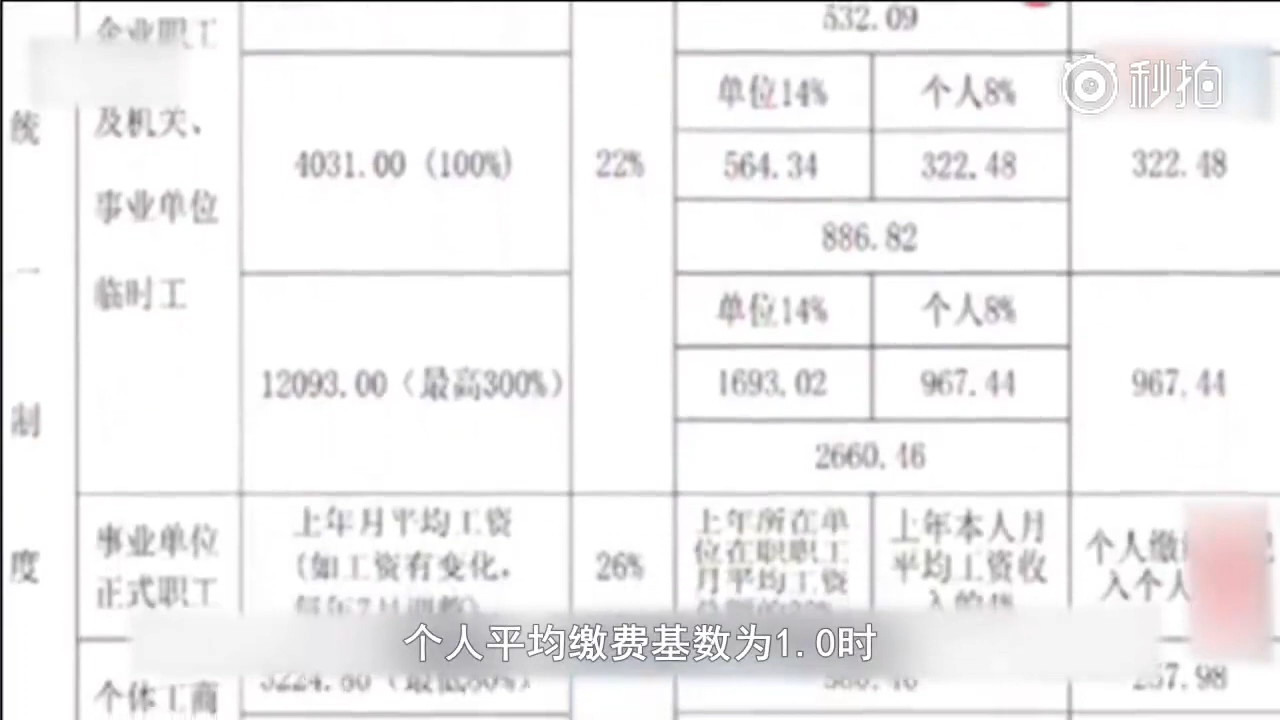 企业职工
532.09
秒拍
统
及机关、
单位14%
个人8%
4031.00 (100%)
22%
564.34
322.48
322.48
事业单位
886.82
一
临时工
单位14%
个人8%
12093.00（最高300%）
1693.02
967.44
967.44
制
2660.46
度
事业单位
正式职工
上年月平均工资
(如工资有变化，
26%
上年所在单
位在职职工
月平均工资
上年本人月
平均工资收
个人缴
入个人
个人平均缴费基数为1.0时
个体工商